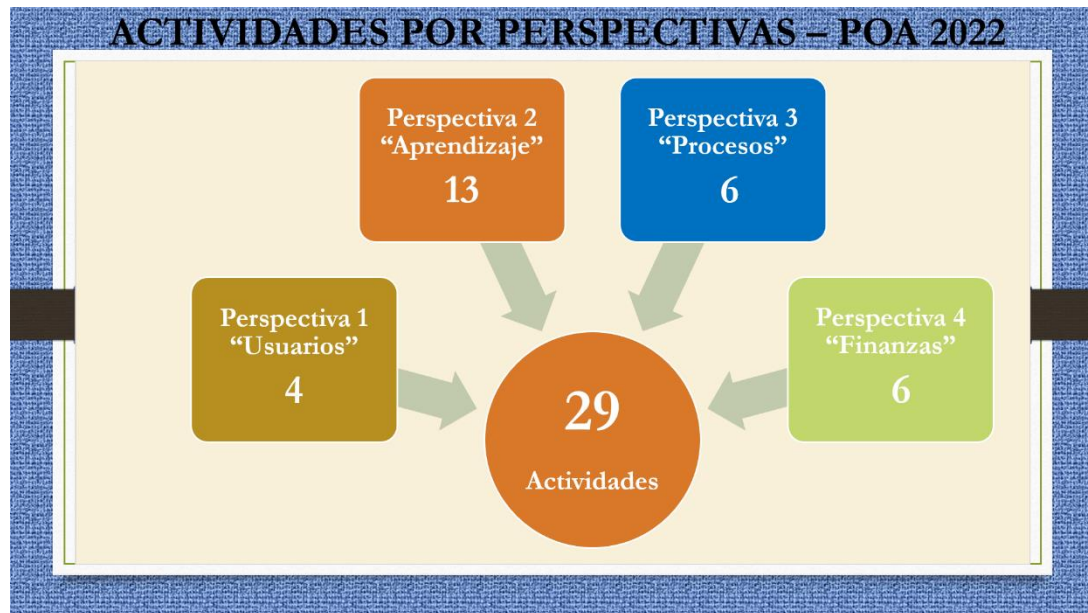 ACTIVIDADES POR PERSPECTIVAS – POA 2022
Perspectiva 1
“Usuarios”
4
Perspectiva 2
“Aprendizaje”
13
Perspectiva 3
“Procesos”
6
Perspectiva 4
“Finanzas”
6
29
Actividades